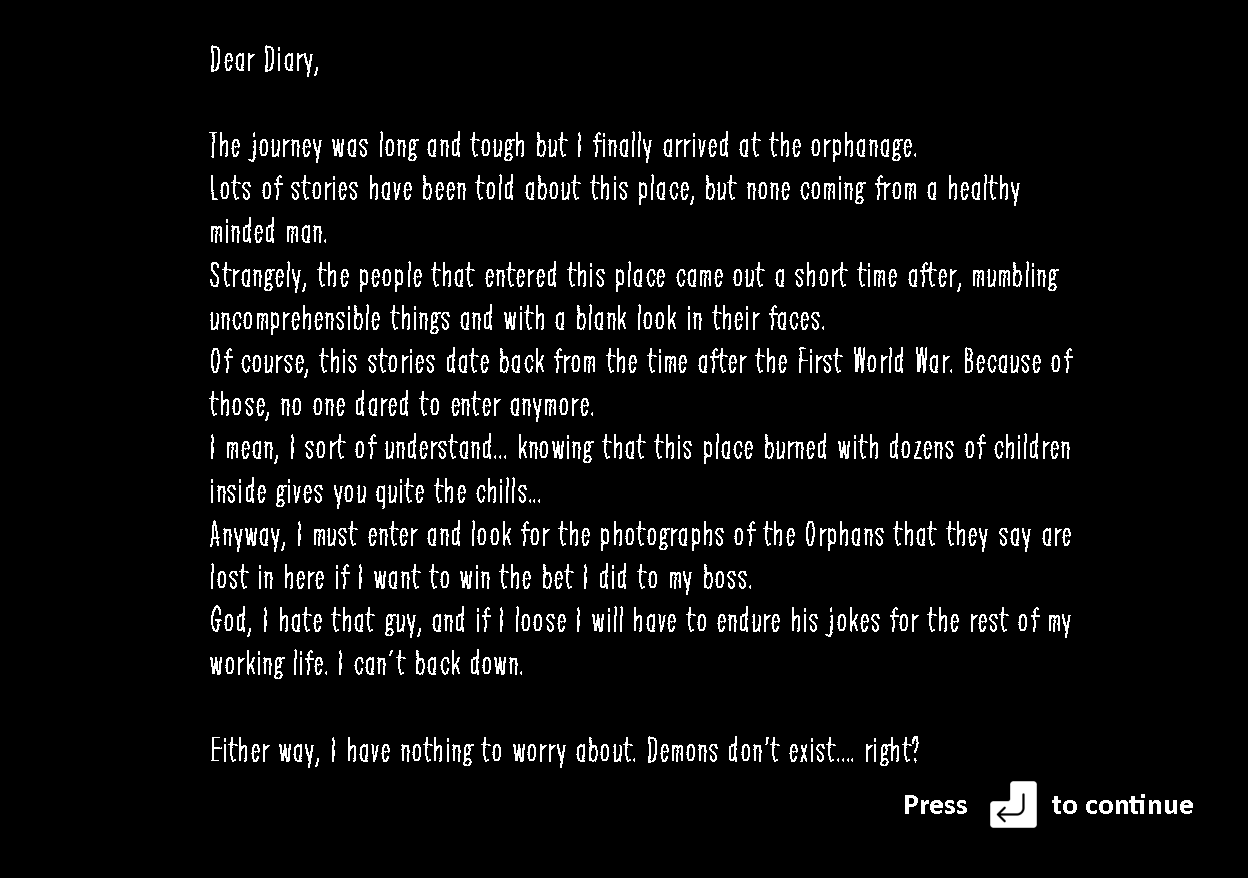 Dear Diary,
The journey was long and tough but I finally arrived at the orphanage.
Lots of stories have been told about this place, but none coming from a healthy
minded man.
Strangely, the people that entered this place came out a short time after, mumbling
uncomprehensible things and with a blank look in their faces.
Of course, this stories date back from the time after the First World War. Because of
those, no one dared to enter anymore.
I mean, I sort of understand... knowing that this place burned with dozens of children
inside gives you quite the chills...
Anyway, I must enter and look for the photographs of the Orphans that they say are
lost in here if I want to win the bet I did to my boss.
God, I hate that guy, and if I loose I will have to endure his jokes for the rest of my
working life. I can't back down.
Either way, I have nothing to worry about. Demons don't exist.... right?
Press to continue